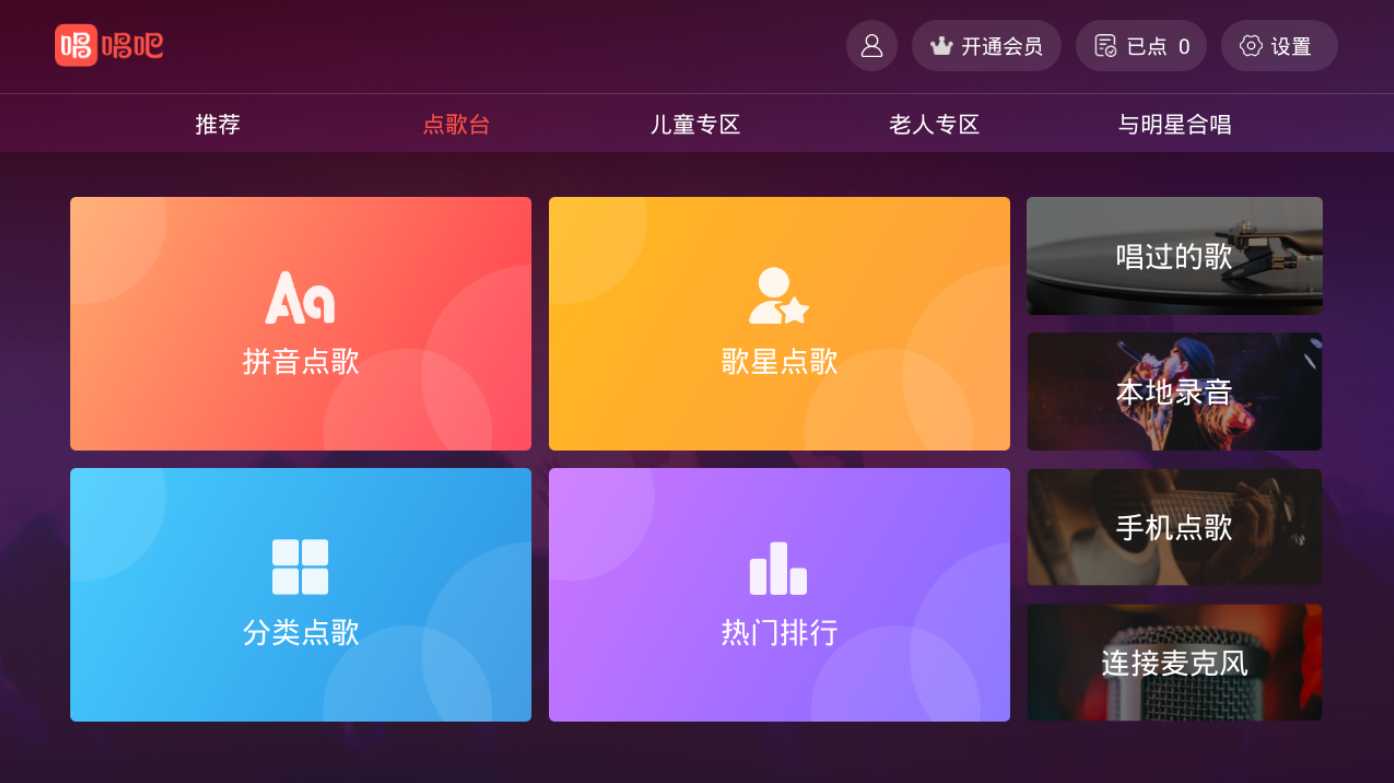 唱 唱吧
开通会员
已点 0
设置
推荐
点歌台
儿童专区
老人专区
与明星合唱
Aa
拼音点歌
歌星点歌
唱过的歌
本地录音
分类点歌
热门排行
手机点歌
连接麦克风